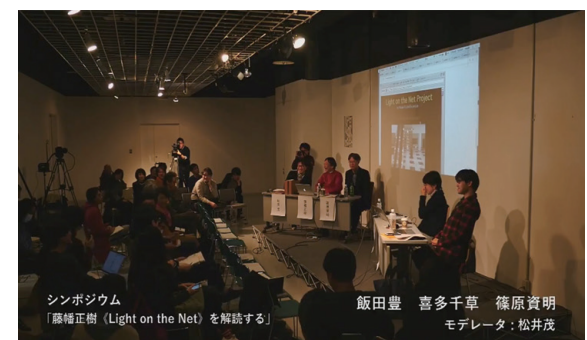 Light on the Net Project
シンポジウム
「藤幡正樹《Light on the Net》を解読する」
飯田豊　喜多千草　篠原資明
モデレータ：松井茂